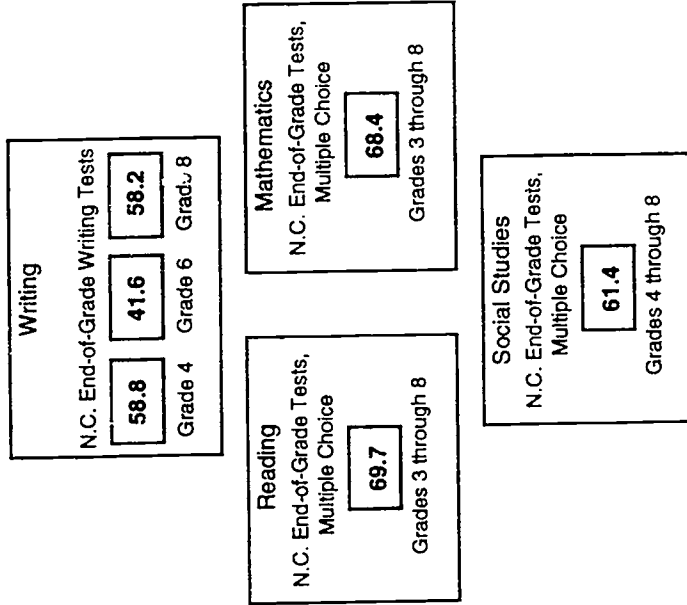 Writing
N.C. End-of-Grade Writing Tests
58.8 41.6 58.2
Grade 4 Grade 6 Grade 8
Reading
N.C. End-of-Grade Tests,
Multiple Choice
69.7
Grades 3 through 8
Mathematics
N.C. End-of-Grade Tests,
Multiple Choice
68.4
Grades 3 through 8
Social Studies
N.C. End-of-Grade Tests,
Multiple Choice
61.4
Grades 4 through 8